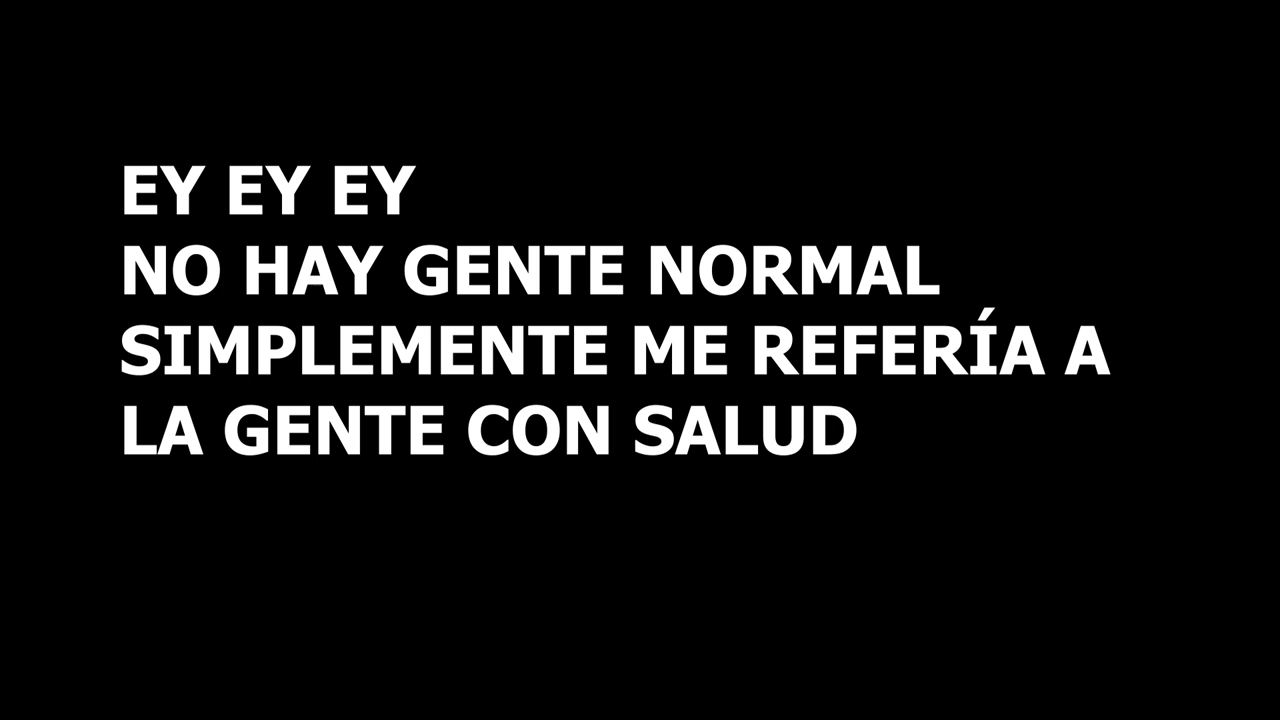 EY EY EY
NO HAY GENTE NORMAL
SIMPLEMENTE ME REFERÍA A
LA GENTE CON SALUD